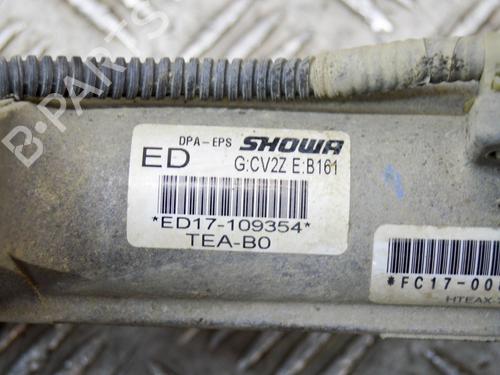 DPA-EPS SHOWA
ED G:CV2Z E:B161
*ED17-109354*
TEA-B0
*FC17-00
HTEAX-
B-PARTS